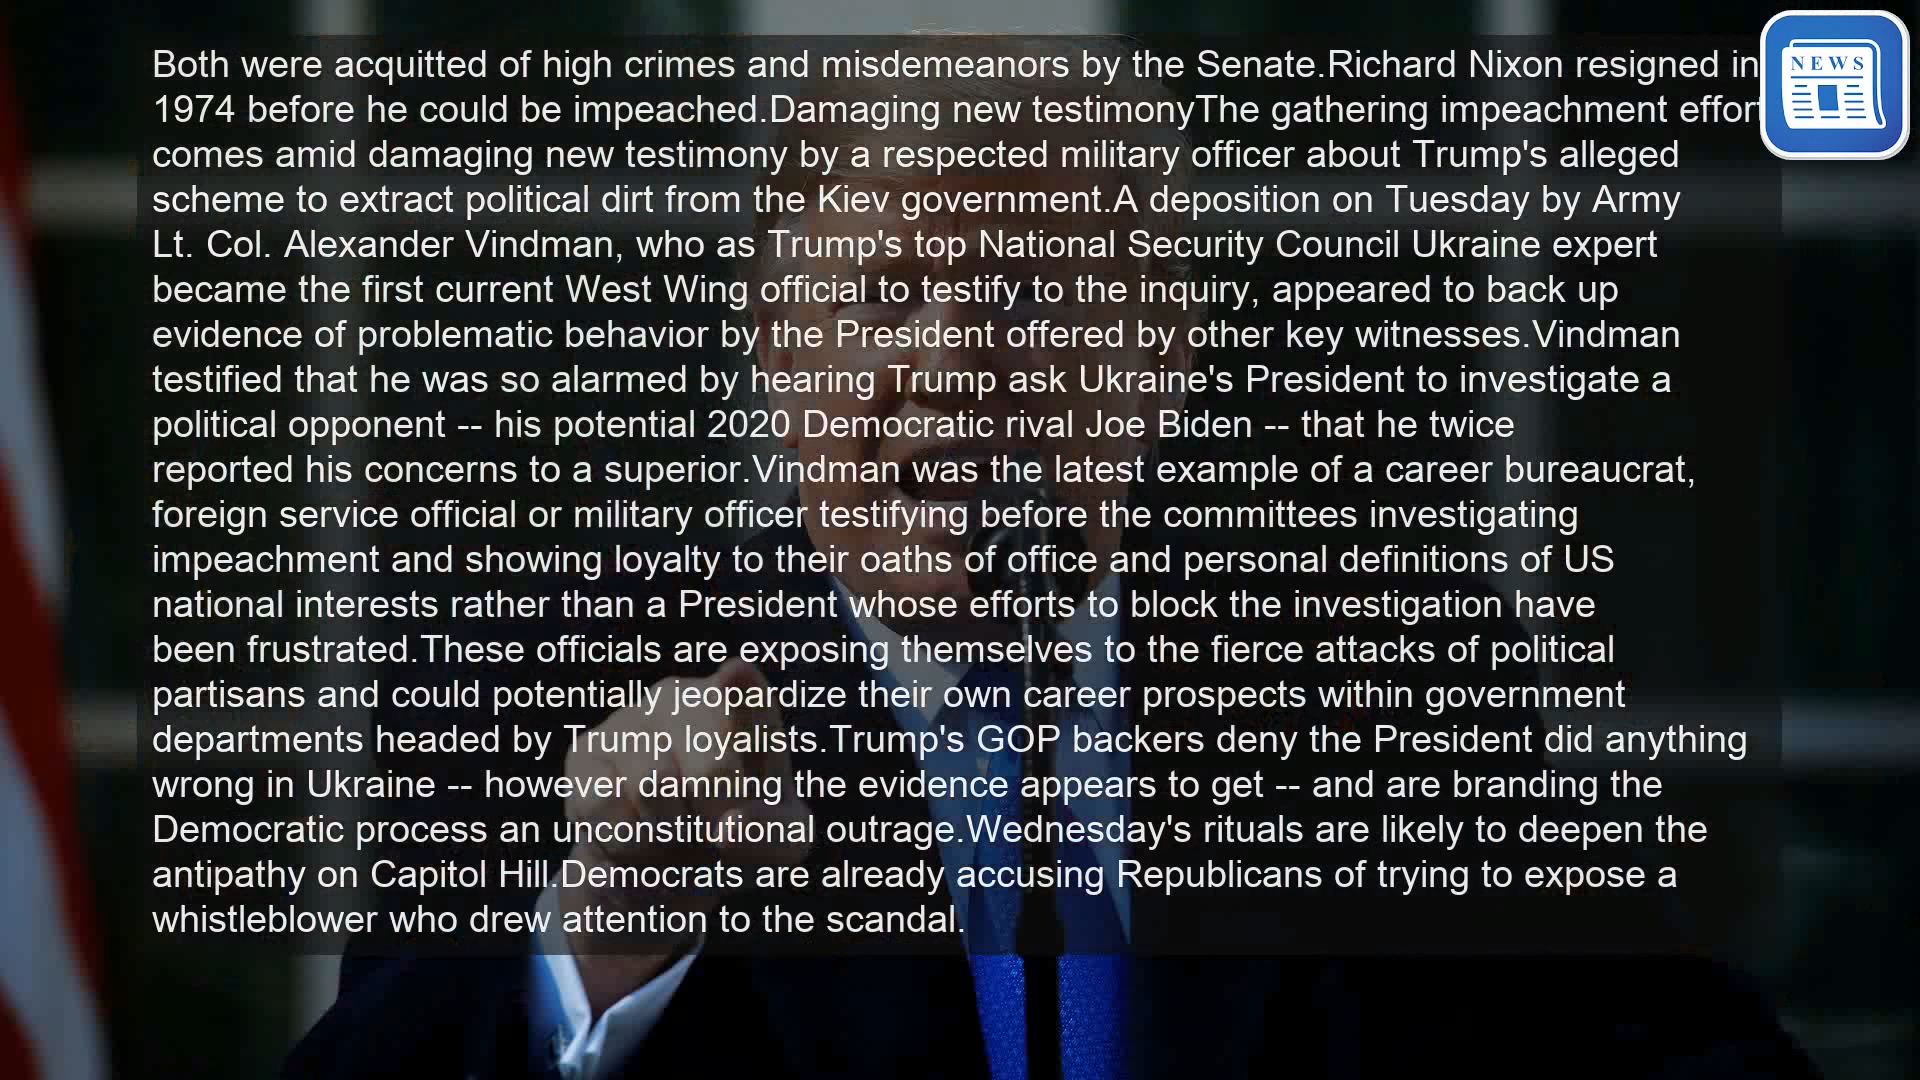 Both were acquitted of high crimes and misdemeanors by the Senate.Richard Nixon resigned in
1974 before he could be impeached.Damaging new testimonyThe gathering impeachment effort
comes amid damaging new testimony by a respected military officer about Trump's alleged
scheme to extract political dirt from the Kiev government.A deposition on Tuesday by Army
Lt. Col. Alexander Vindman, who as Trump's top National Security Council Ukraine expert
became the first current West Wing official to testify to the inquiry, appeared to back up
evidence of problematic behavior by the President offered by other key witnesses.Vindman
testified that he was so alarmed by hearing Trump ask Ukraine's President to investigate a
political opponent -- his potential 2020 Democratic rival Joe Biden -- that he twice
reported his concerns to a superior.Vindman was the latest example of a career bureaucrat,
foreign service official or military officer testifying before the committees investigating
impeachment and showing loyalty to their oaths of office and personal definitions of US
national interests rather than a President whose efforts to block the investigation have
been frustrated.These officials are exposing themselves to the fierce attacks of political
partisans and could potentially jeopardize their own career prospects within government
departments headed by Trump loyalists.Trump's GOP backers deny the President did anything
wrong in Ukraine -- however damning the evidence appears to get -- and are branding the
Democratic process an unconstitutional outrage.Wednesday's rituals are likely to deepen the
antipathy on Capitol Hill.Democrats are already accusing Republicans of trying to expose a
whistleblower who drew attention to the scandal.
NEWS